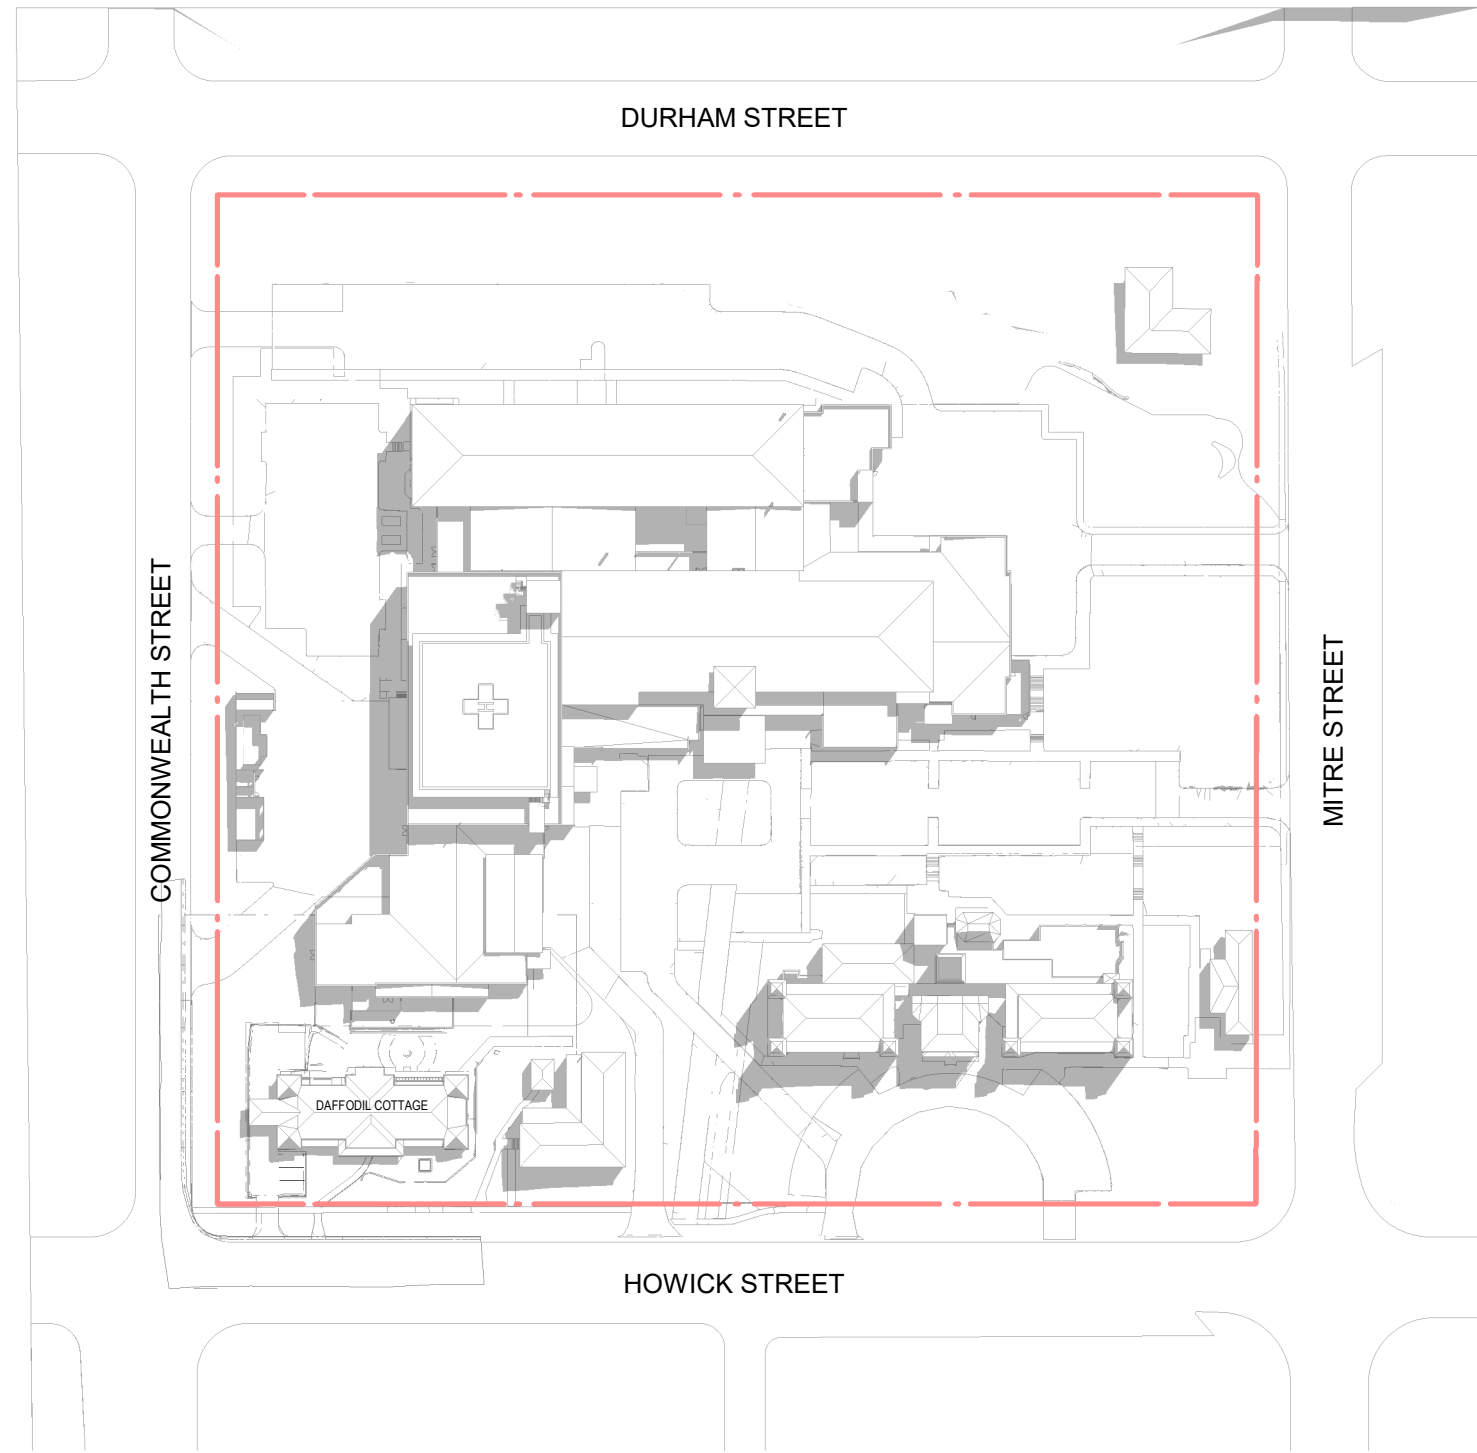 DURHAM STREET
COMMONWEALTH STREET
MITRE STREET
H
DAFFODIL COTTAGE
HOWICK STREET